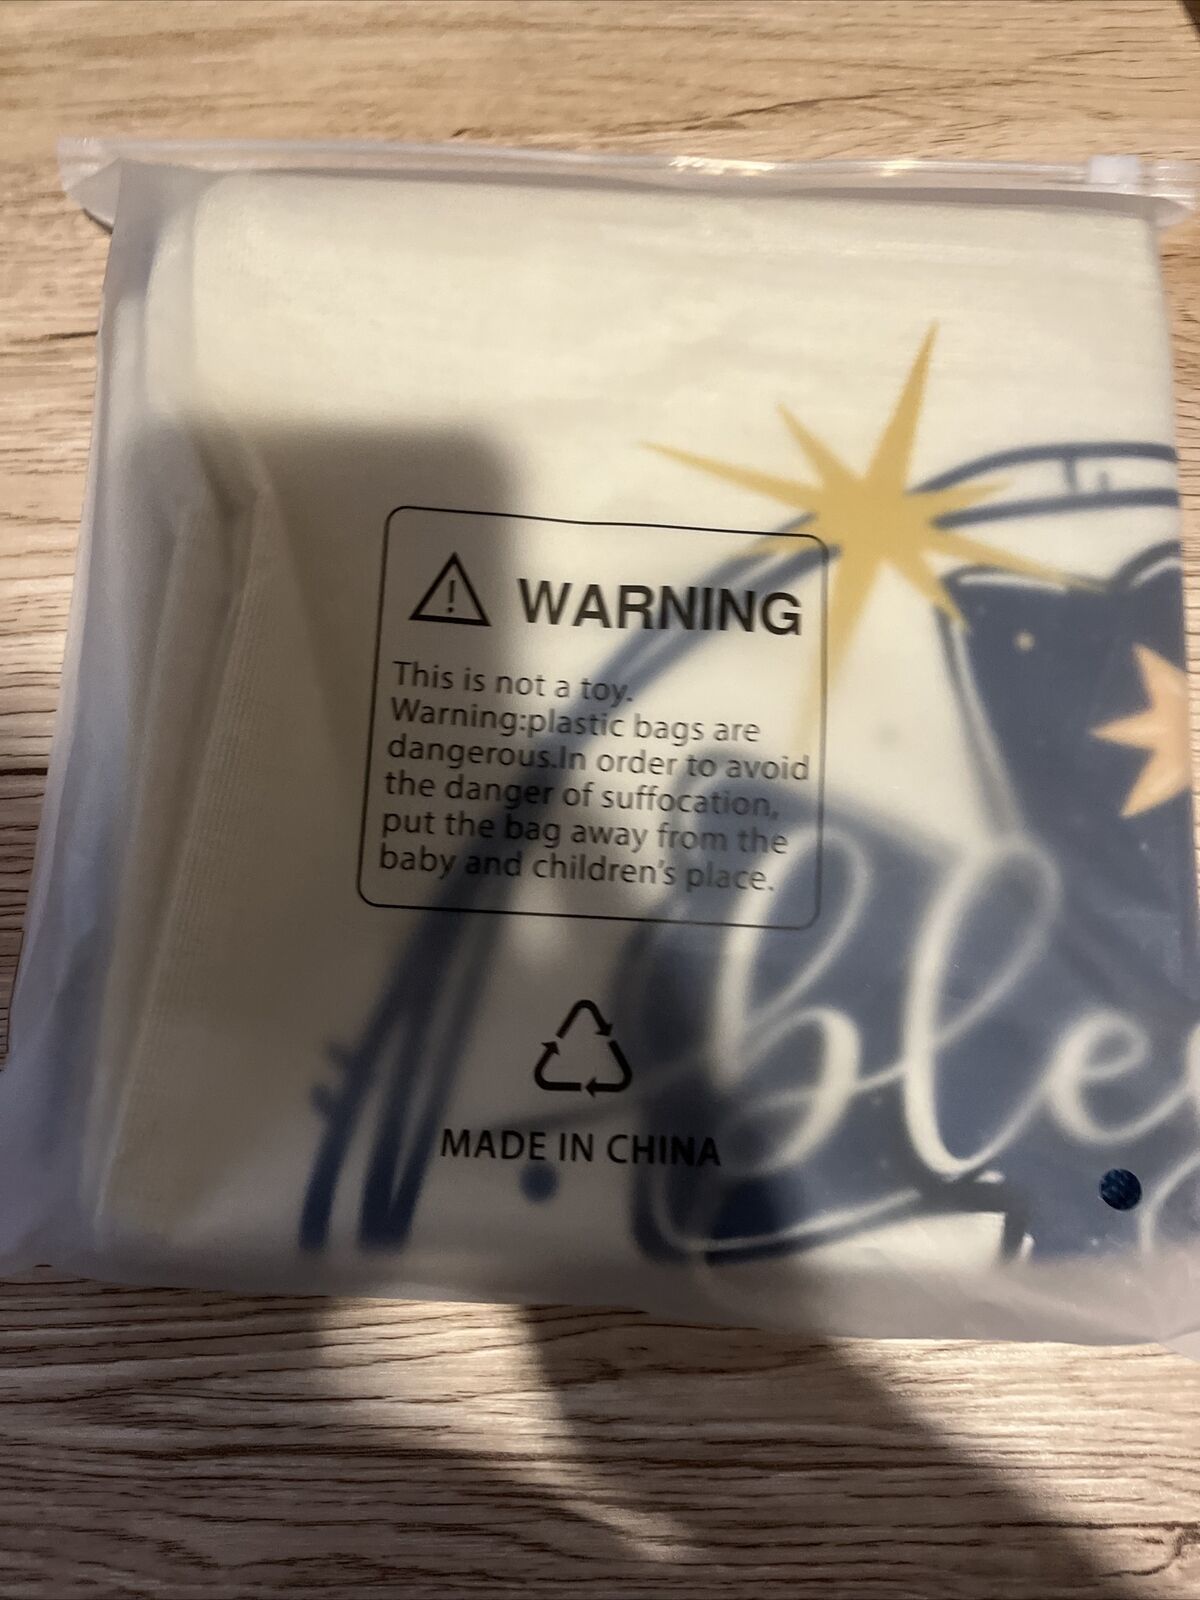 WARNING
This is not a toy.
Warning:plastic bags are
dangerous.In order to avoid
the danger of suffocation,
put the bag away from the
baby and children's place.
MADE IN CHINA